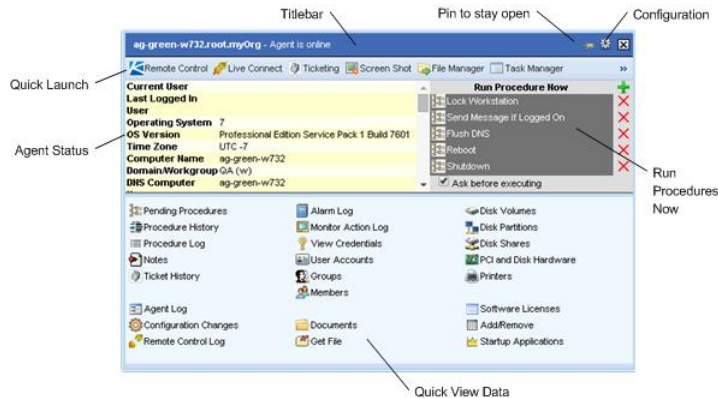 Titlebar
Pin to stay open
Configuration
ag-green-w732.root.myOrg - Agent is online
Quick Launch
Remote Control Live Connect Ticketing Screen Shot File Manager Task Manager »
Current User
Last Logged In
User
Operating System 7
OS Version Professional Edition Service Pack 1 Build 7601
Time Zone UTC -7
Computer Name ag-green-w732
Domain/Workgroup QA (w)
DNS Computer ag-green-w732
Agent Status
Run Procedure Now
Lock Workstation
Send Message if Logged On
Flush DNS
Reboot
Shutdown
Ask before executing
Run
Procedures
Now
Pending Procedures Alarm Log Disk Volumes
Procedure History Monitor Action Log Disk Partitions
Procedure Log View Credentials Disk Shares
Notes User Accounts PCI and Disk Hardware
Ticket History Groups Printers
Members
Agent Log Software Licenses
Configuration Changes Documents Add/Remove
Remote Control Log Get File Startup Applications
Quick View Data